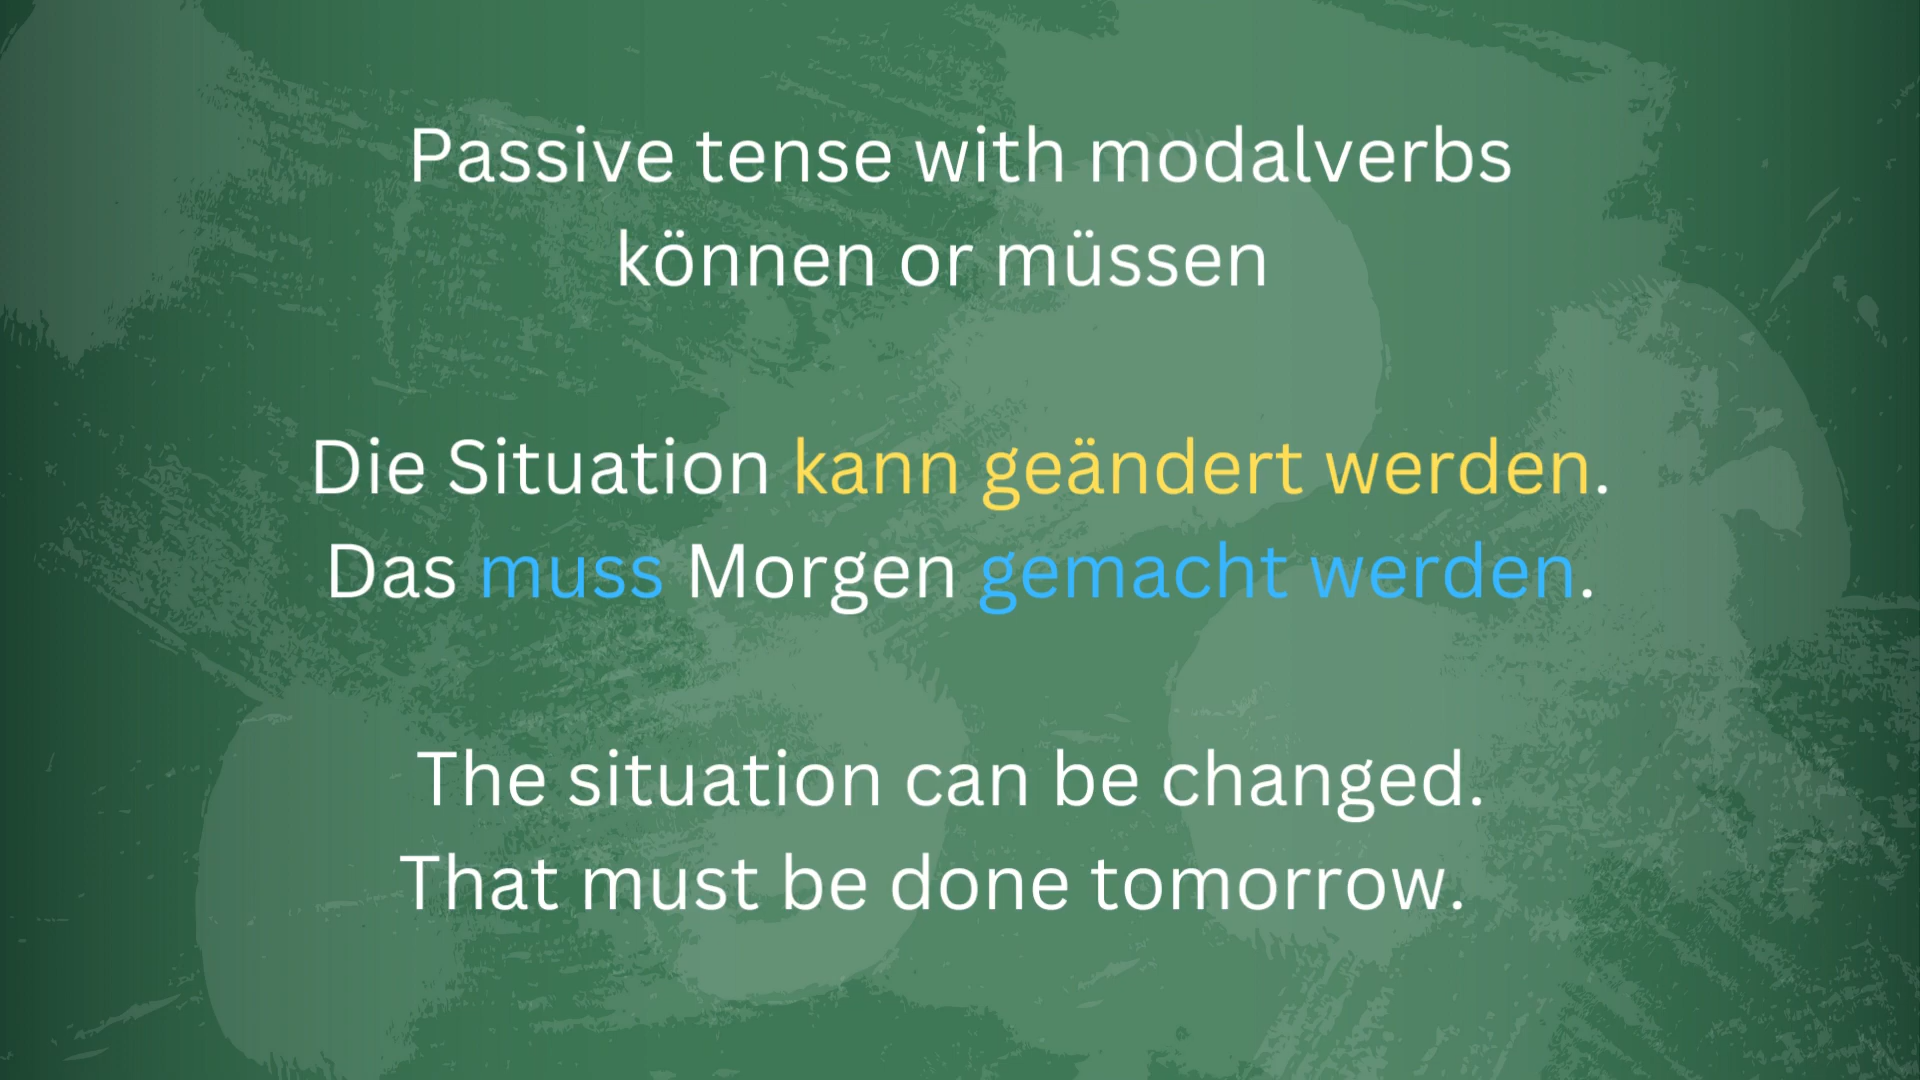 Passive tense with modalverbs
können or müssen
Die Situation kann geändert werden.
Das muss Morgen gemacht werden.
The situation can be changed.
That must be done tomorrow.